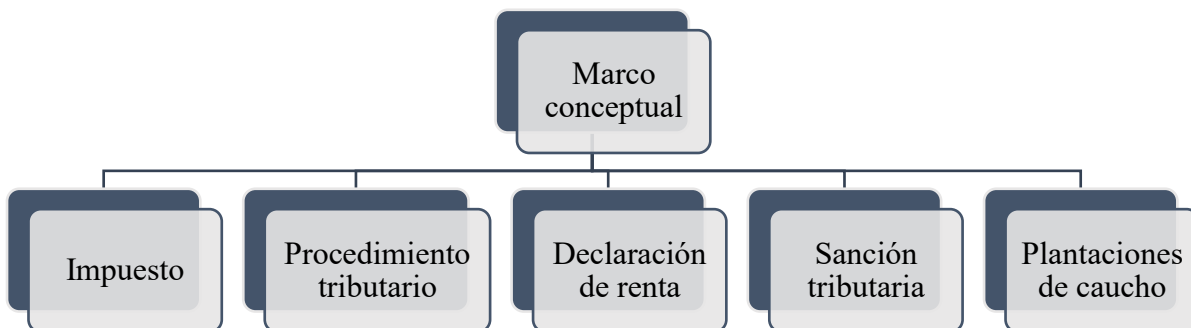 Marco
conceptual
Impuesto
Procedimiento
tributario
Declaración
de renta
Sanción
tributaria
Plantaciones
de caucho